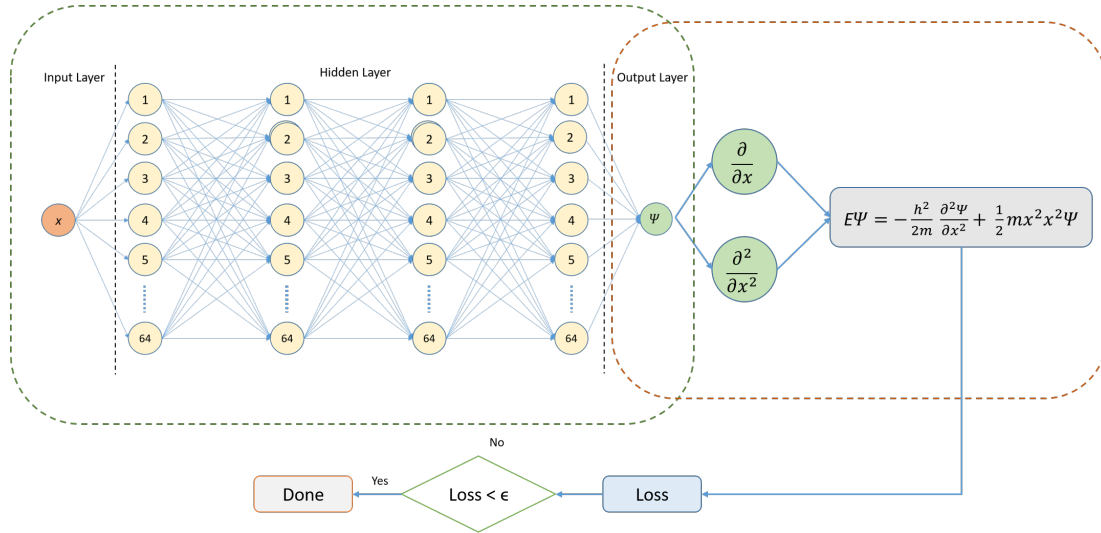 Input Layer
Hidden Layer
Output Layer
x
1 1 1 1
2 2 2 2
3 3 3 3
4 4 4 4
5 5 5 5
64 64 64 64
Ψ
∂/∂x
∂²/∂x²
EΨ = − h²/2m ∂²Ψ/∂x² + 1/2 mx²x²Ψ
No
Yes
Done
Loss < ϵ
Loss